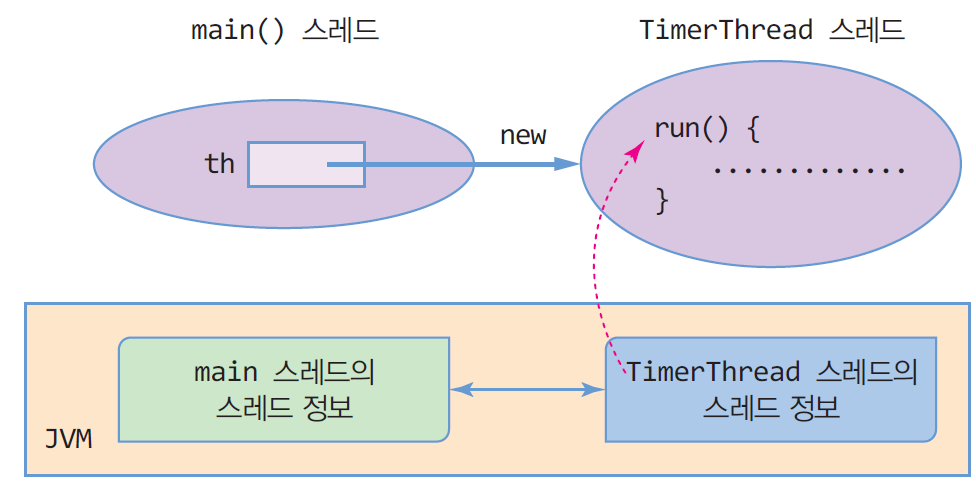 main() 스레드
TimerThread 스레드
th
new
run() {
.............
}
main 스레드의
스레드 정보
TimerThread 스레드의
스레드 정보
JVM